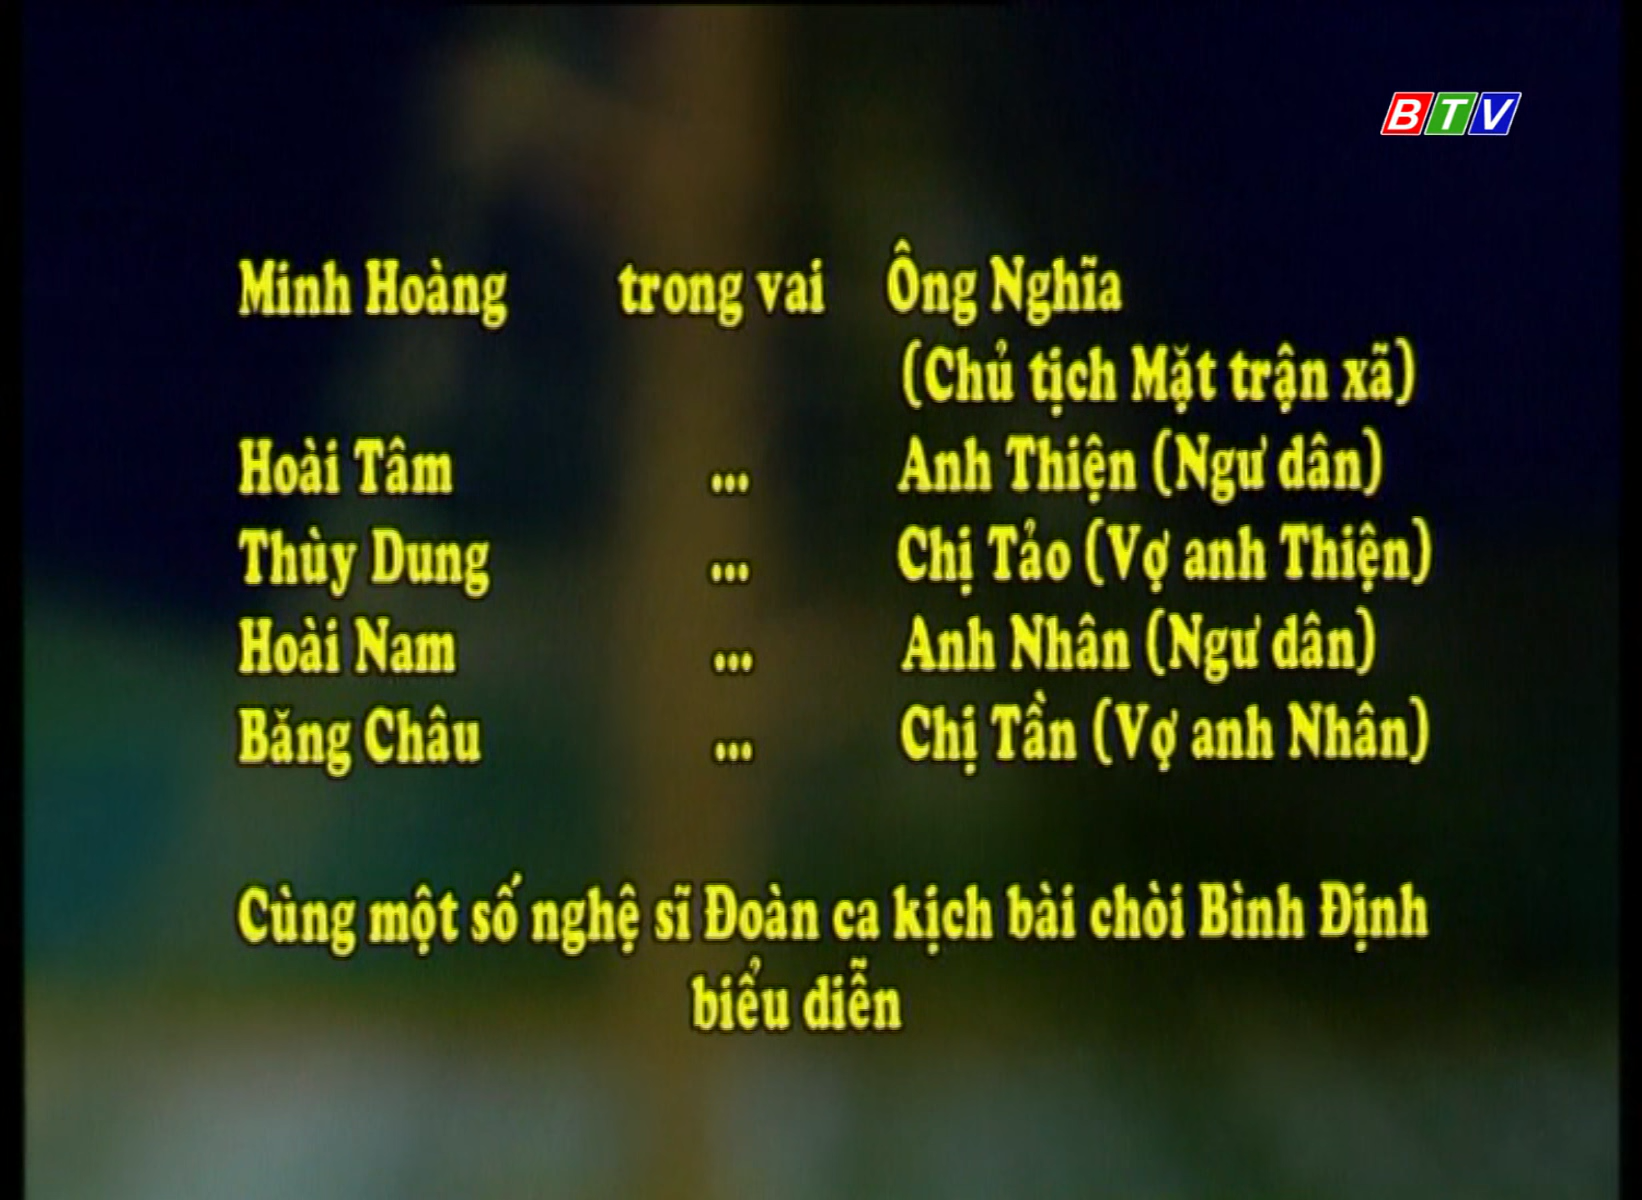 BTV
Minh Hoàng trong vai Ông Nghĩa
(Chủ tịch Mặt trận xã)
Hoài Tâm ... Anh Thiện (Ngư dân)
Thùy Dung ... Chị Tảo (Vợ anh Thiện)
Hoài Nam ... Anh Nhân (Ngư dân)
Băng Châu ... Chị Tần (Vợ anh Nhân)
Cùng một số nghệ sĩ Đoàn ca kịch bài chòi Bình Định
biểu diễn